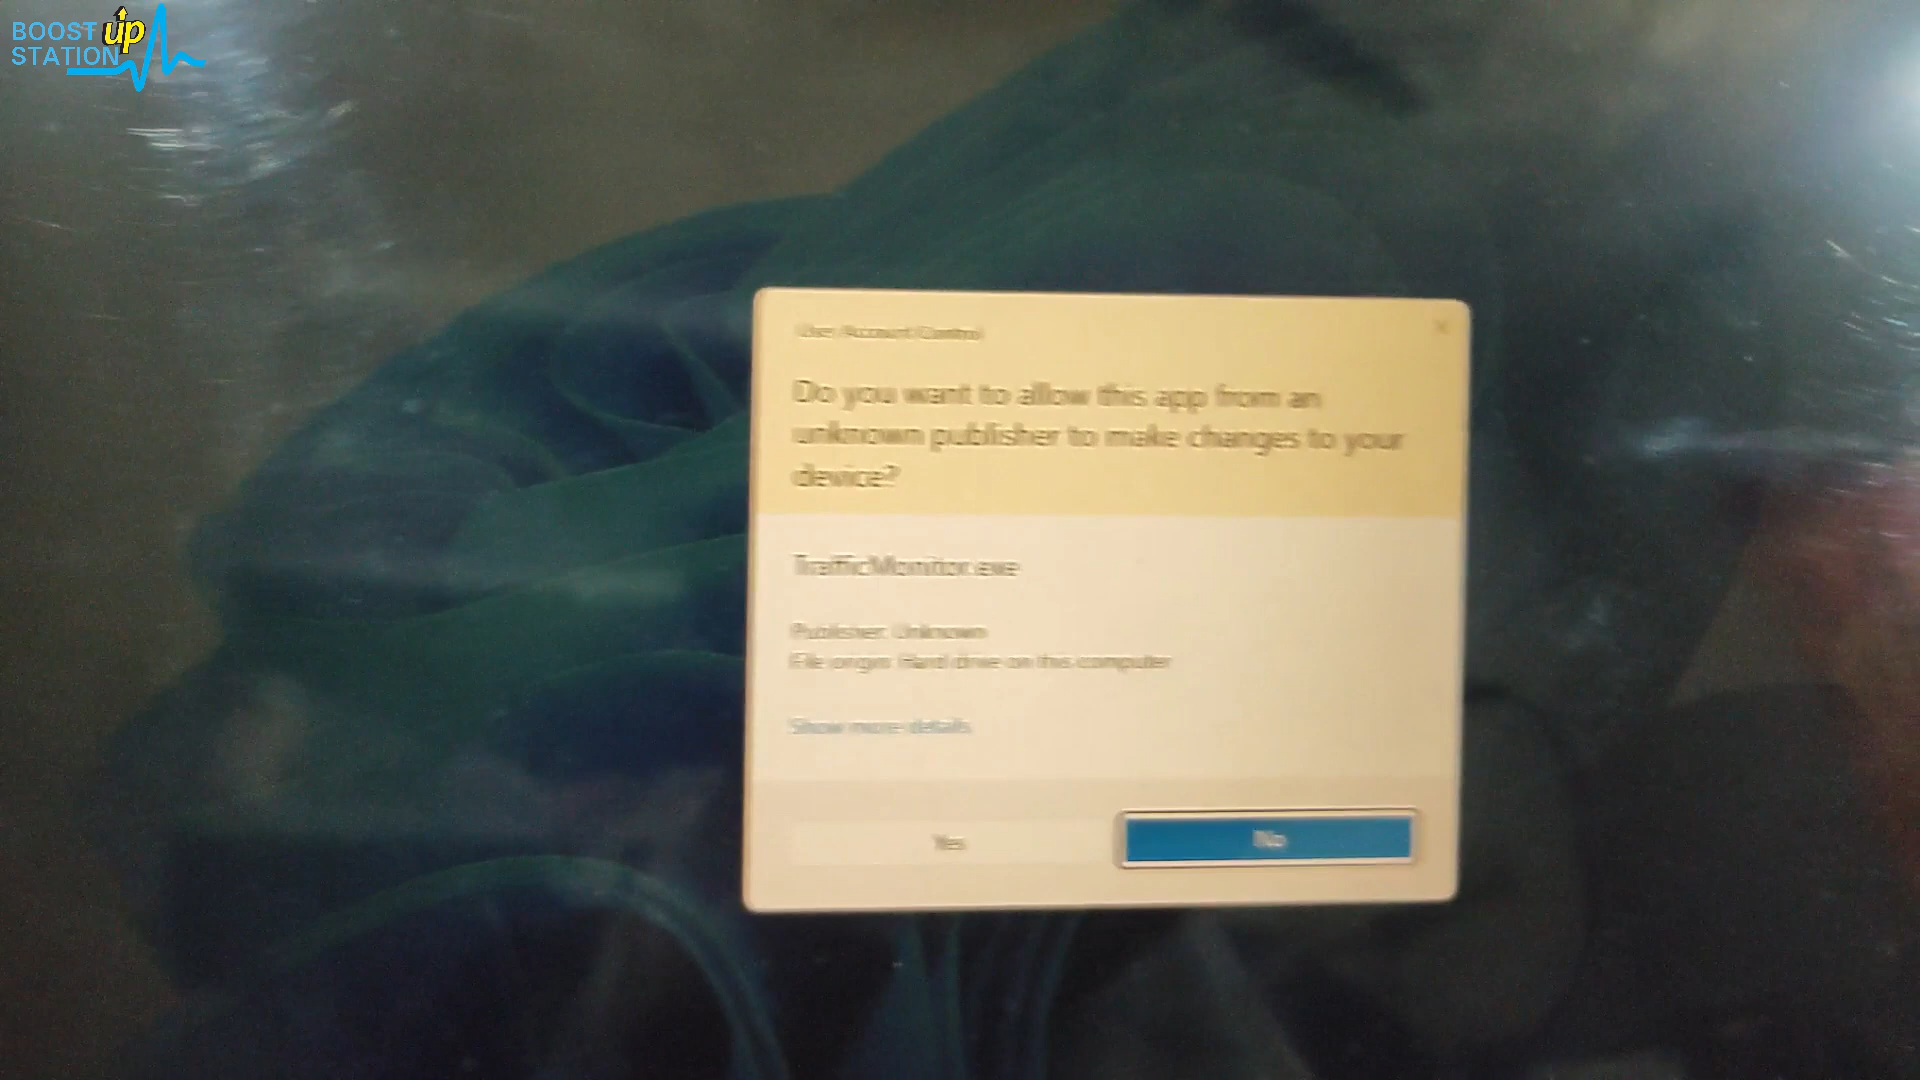 BOOST up
STATION
User Account Control
Do you want to allow this app from an
unknown publisher to make changes to your
device?
TrafficMonitor.exe
Publisher: Unknown
File origin: Hard drive on this computer
Show more details
Yes
No